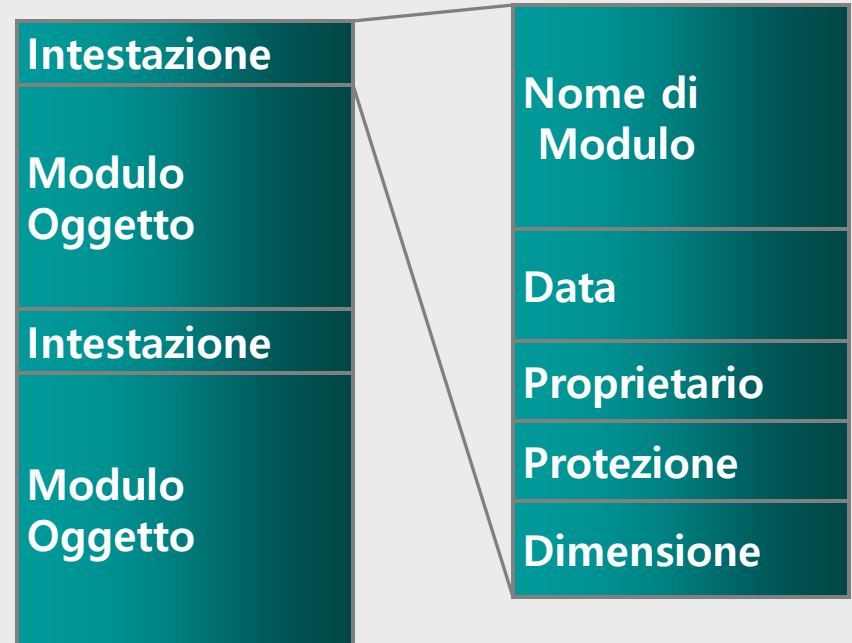 Intestazione
Modulo
Oggetto
Intestazione
Modulo
Oggetto
Nome di
Modulo
Data
Proprietario
Protezione
Dimensione